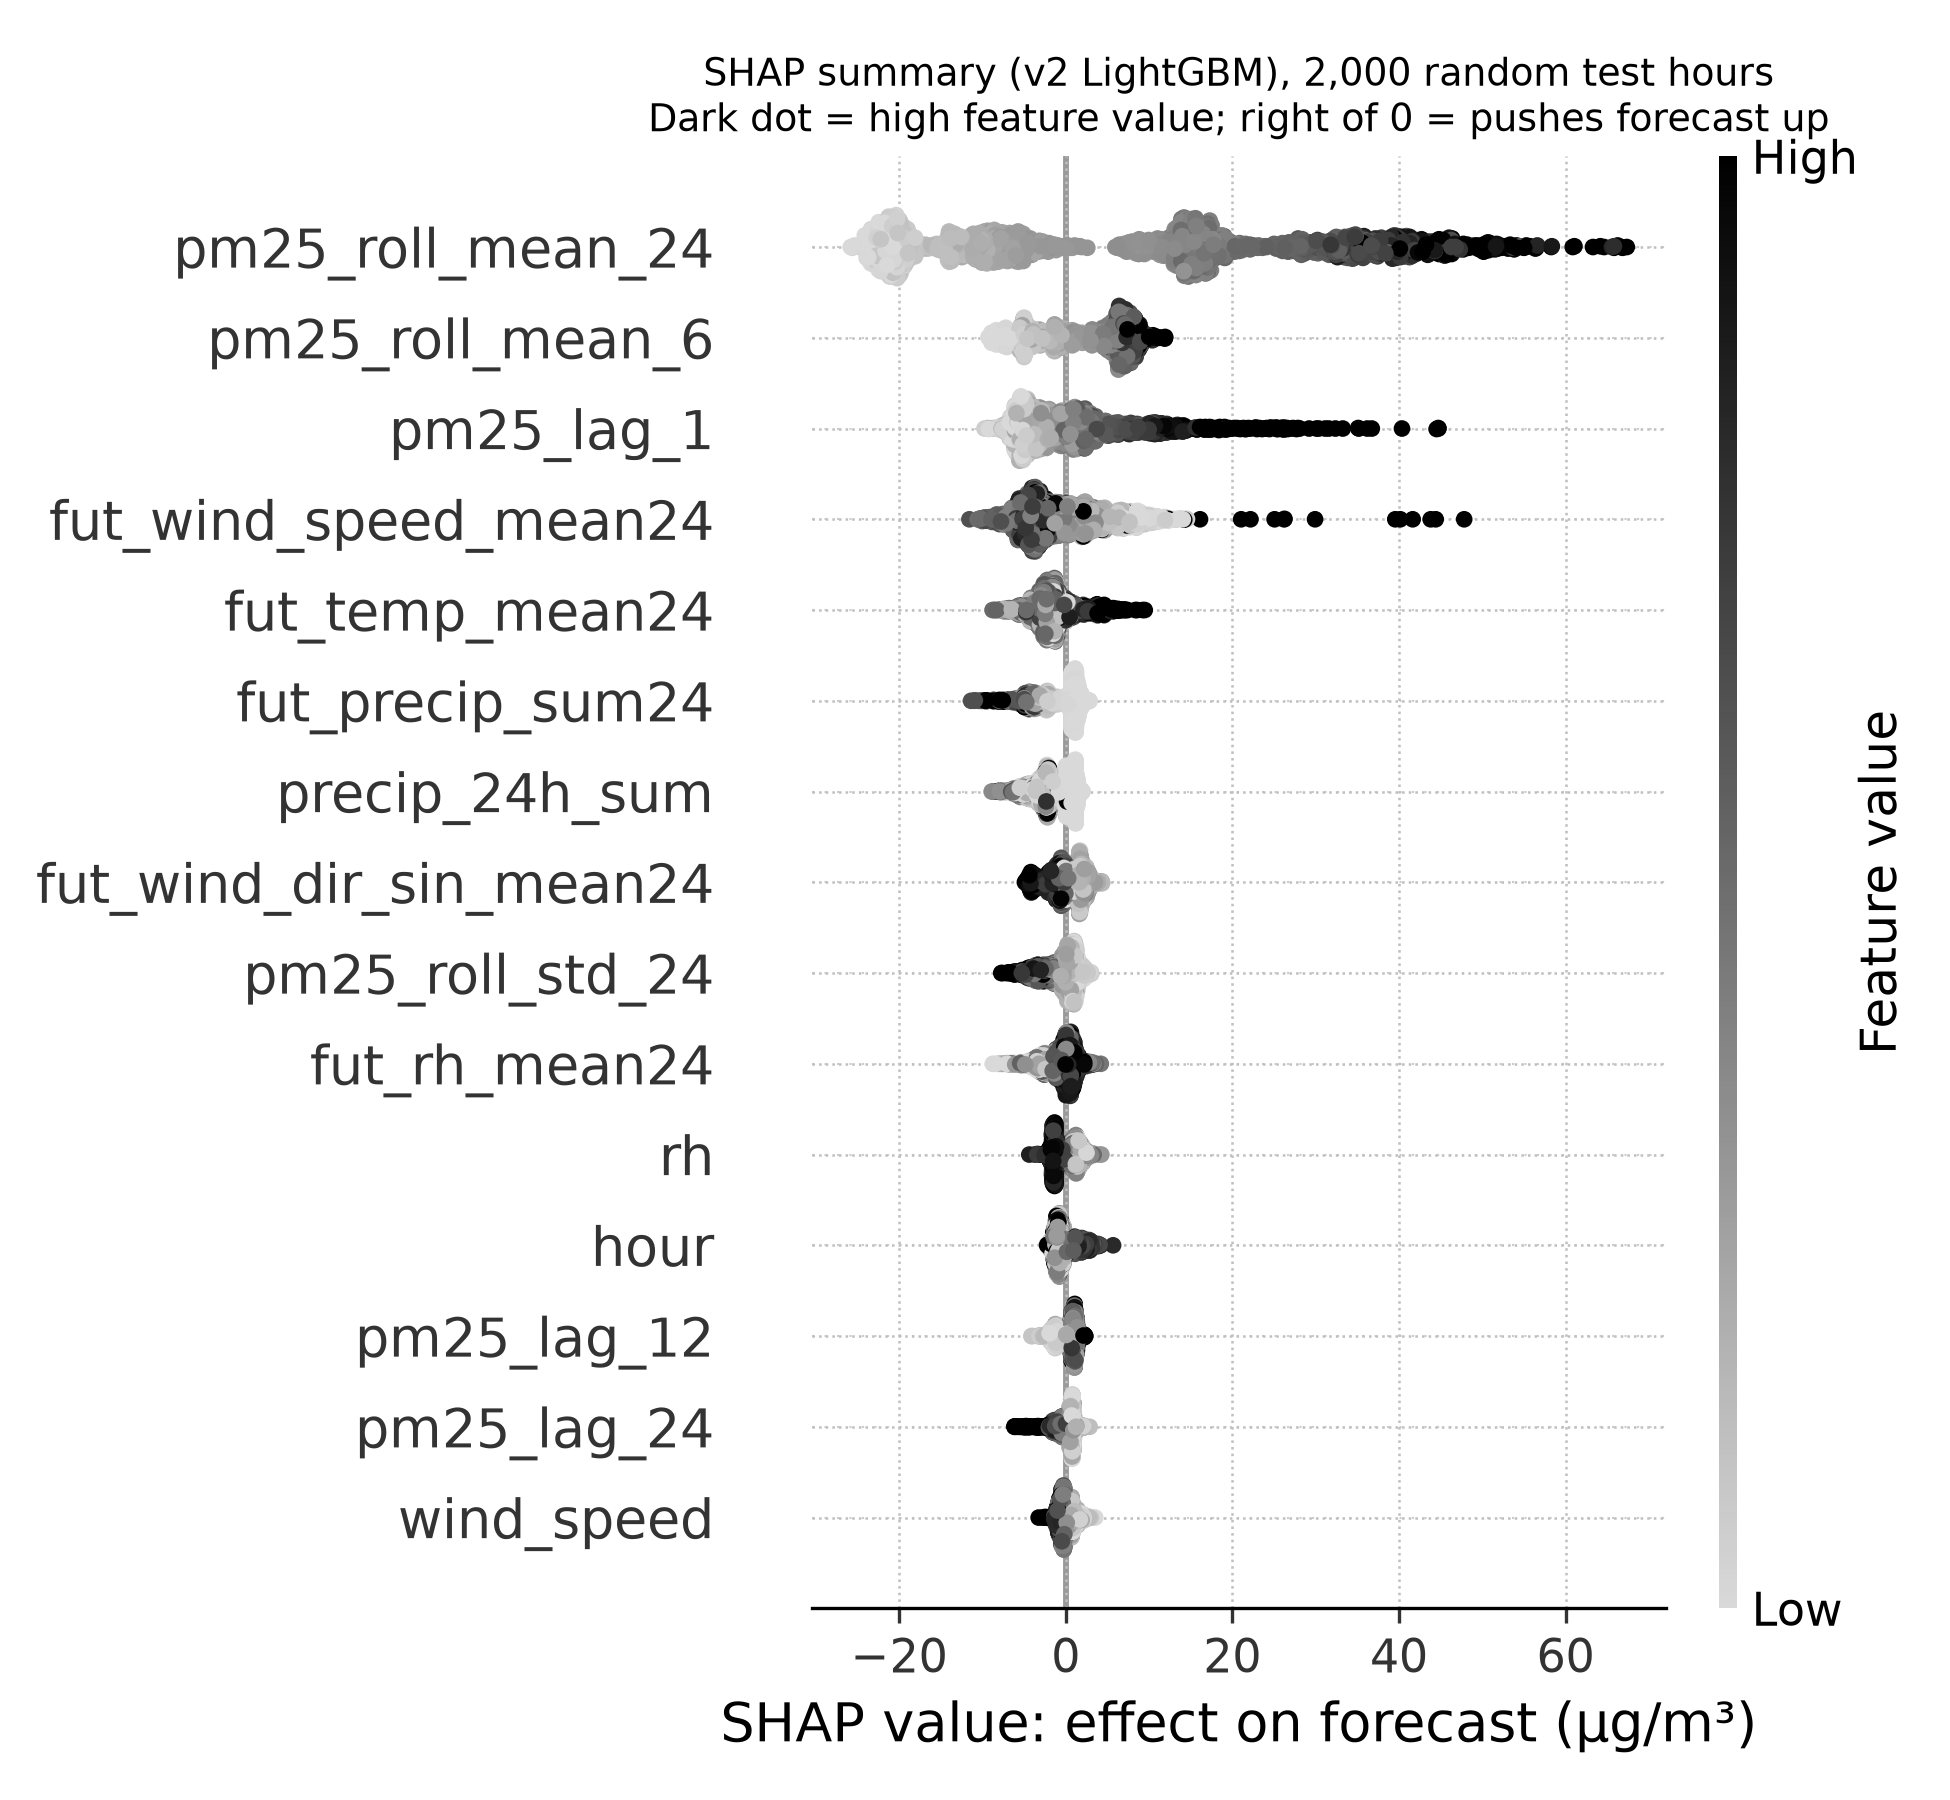 SHAP summary (v2 LightGBM), 2,000 random test hours
Dark dot = high feature value; right of 0 = pushes forecast up
High
pm25_roll_mean_24
pm25_roll_mean_6
pm25_lag_1
fut_wind_speed_mean24
fut_temp_mean24
fut_precip_sum24
precip_24h_sum
fut_wind_dir_sin_mean24
pm25_roll_std_24
fut_rh_mean24
rh
hour
pm25_lag_12
pm25_lag_24
wind_speed
Feature value
Low
−20 0 20 40 60
SHAP value: effect on forecast (µg/m³)